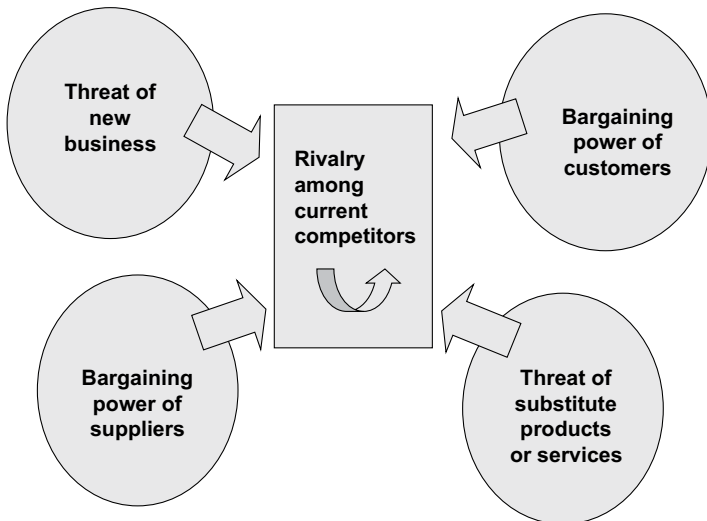 Threat of
new
business
Bargaining
power of
customers
Rivalry
among
current
competitors
Bargaining
power of
suppliers
Threat of
substitute
products
or services